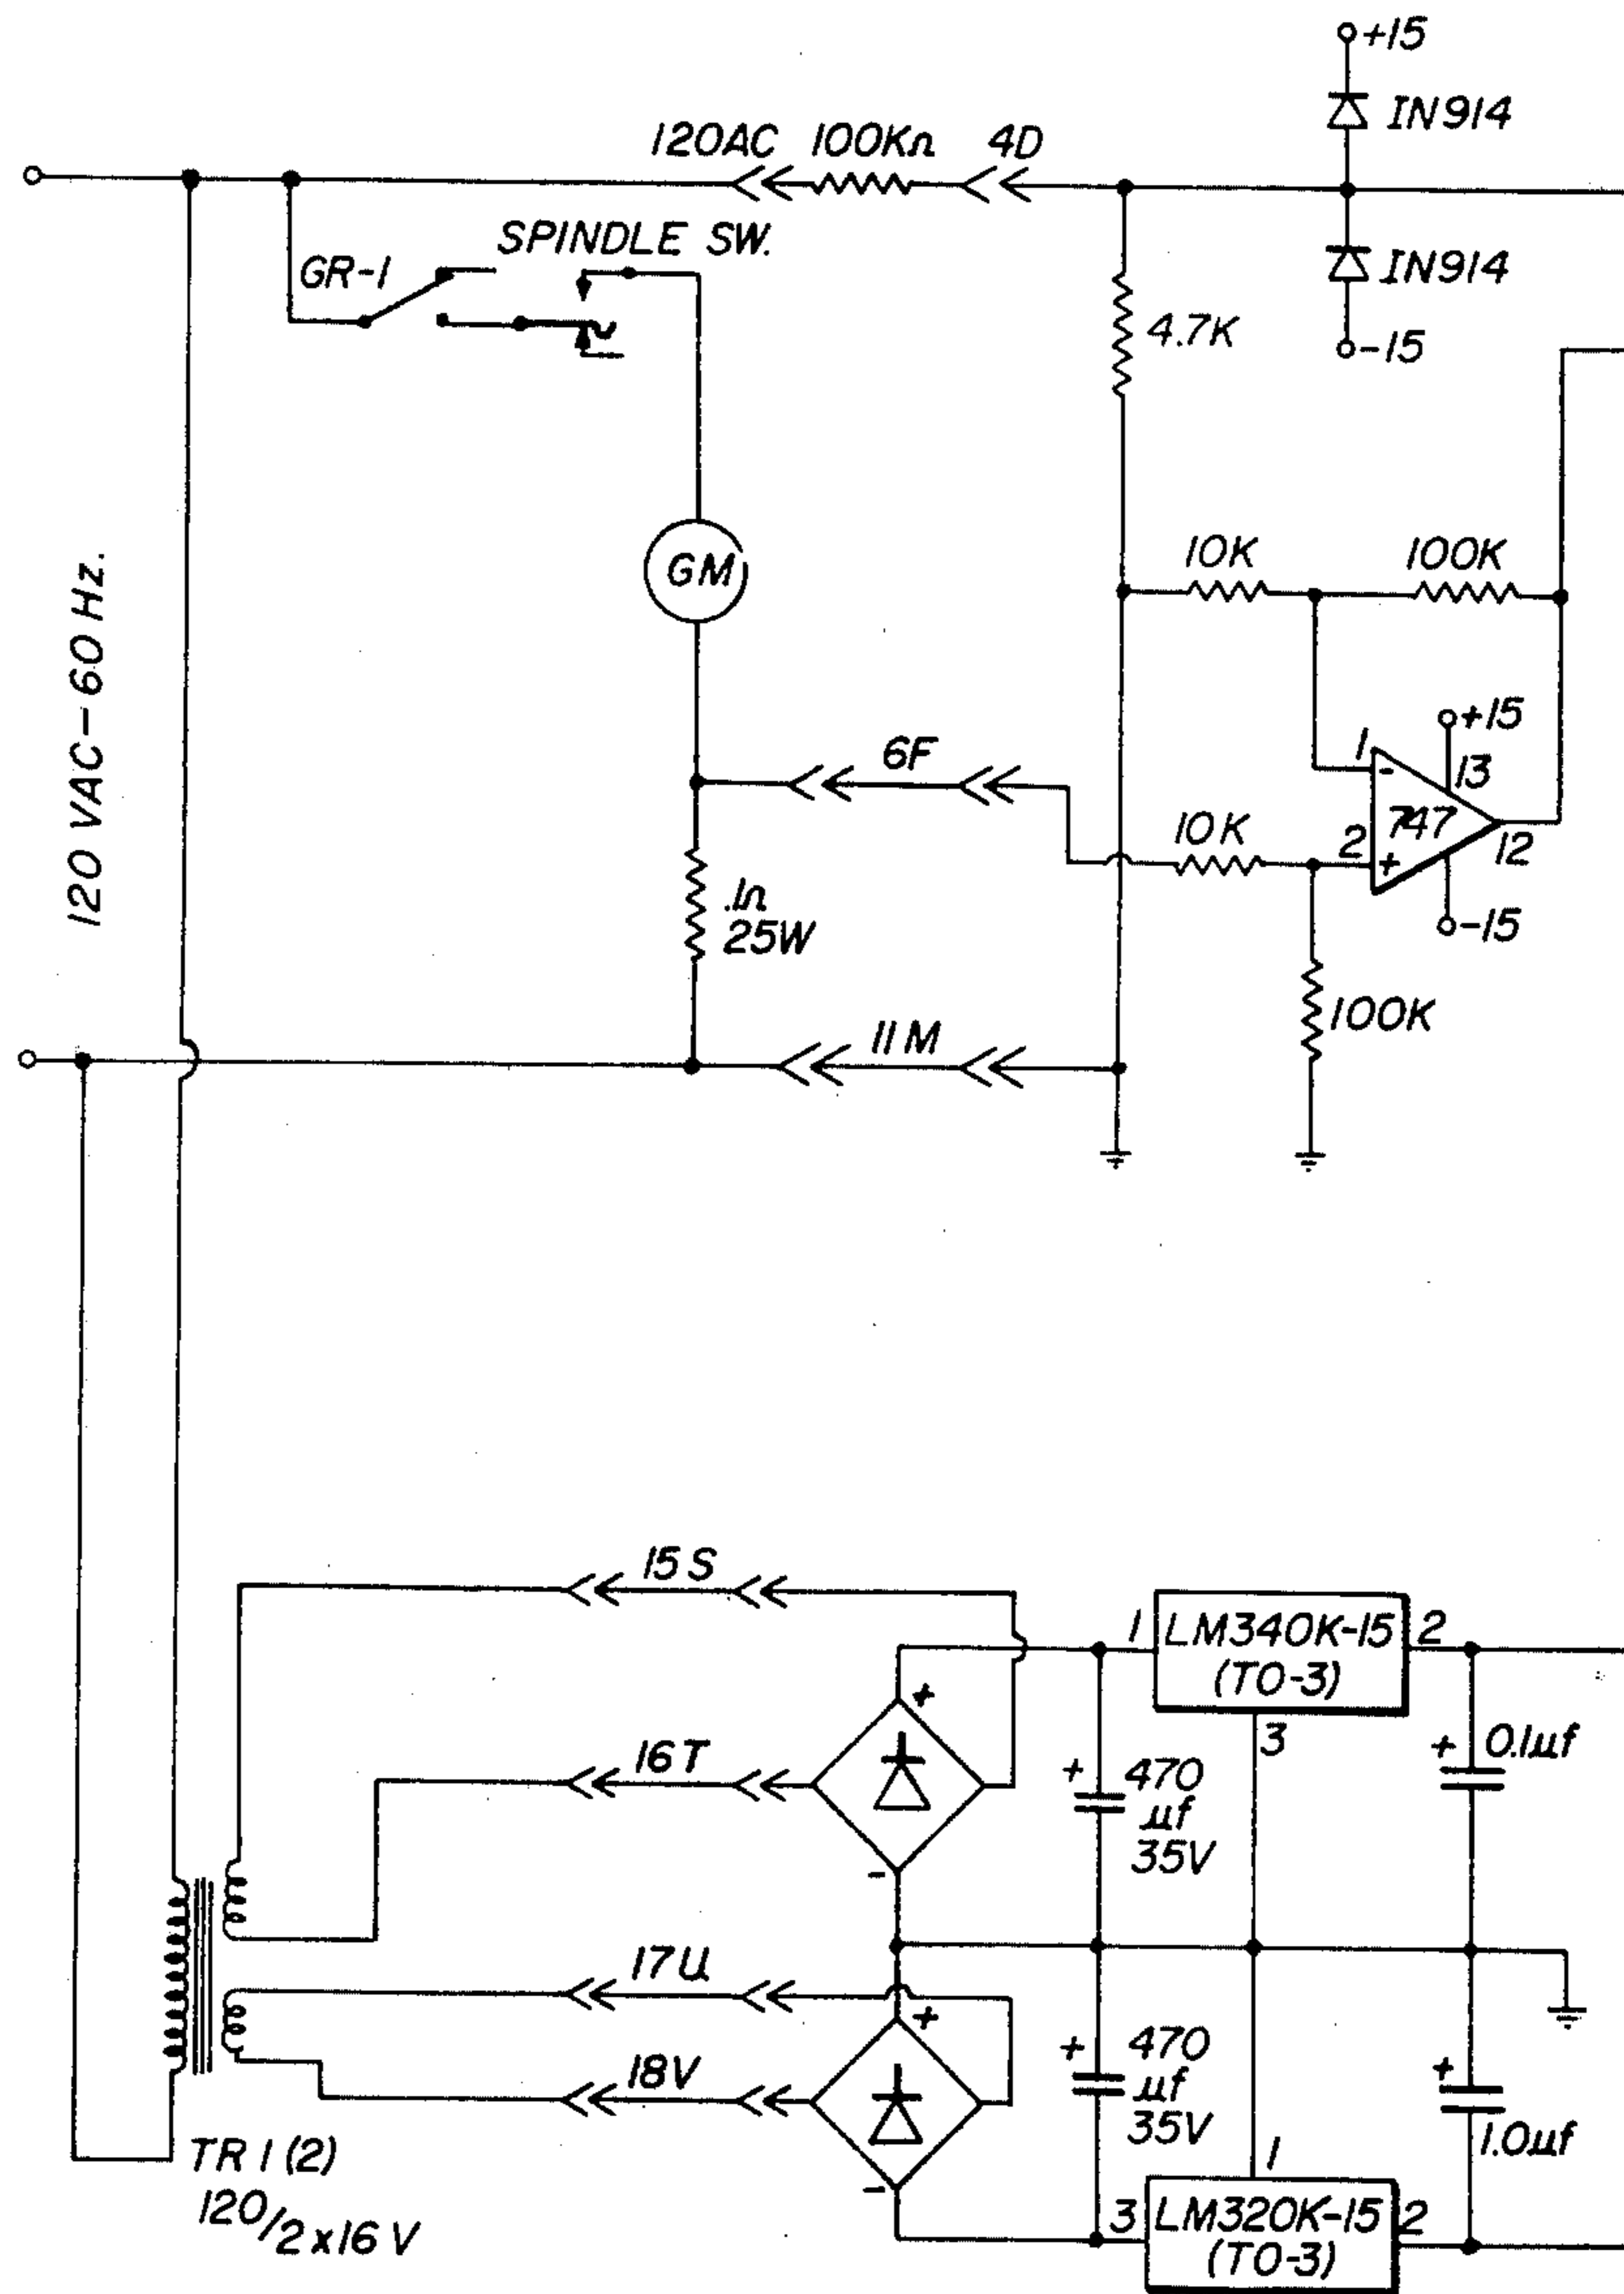 +15
IN914
120AC 100KΩ 4D
SPINDLE SW.
GR-1
IN914
4.7K
-15
120 VAC-60 Hz.
GM
10K 100K
6F
+15
1
-
13
747
10K
2
+
12
-15
.1Ω
25W
100K
11M
15S
1 LM340K-15 2
(TO-3)
+
3
16T
+ 470
µf
35V
+ 0.1µf
-
17U
+
18V
+ 470
µf
35V
+
1.0µf
-
TR1(2)
120/2x16V
1
3 LM320K-15 2
(TO-3)